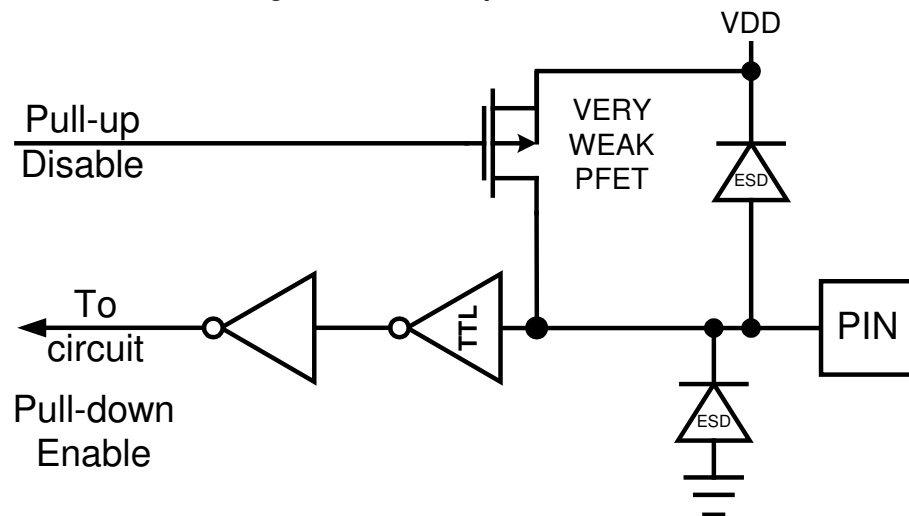 VDD
Pull-up
Disable
VERY
WEAK
PFET
ESD
To
circuit
TTL
PIN
Pull-down
Enable
ESD